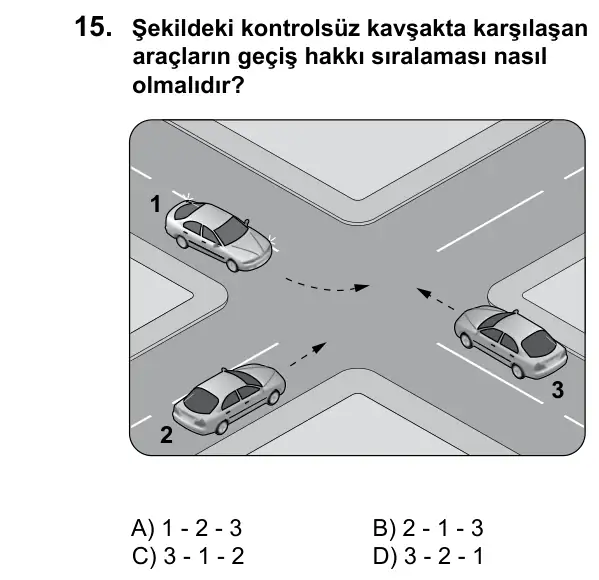 15. Şekildeki kontrolsüz kavşakta karşılaşan
araçların geçiş hakkı sıralaması nasıl
olmalıdır?
1
3
2
A) 1 - 2 - 3 B) 2 - 1 - 3
C) 3 - 1 - 2 D) 3 - 2 - 1